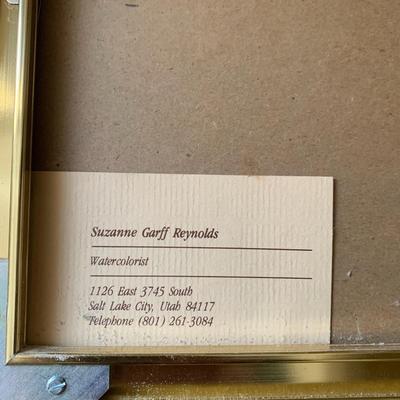 Suzanne Garff Reynolds
Watercolorist
1126 East 3745 South
Salt Lake City, Utah 84117
Telephone (801) 261-3084